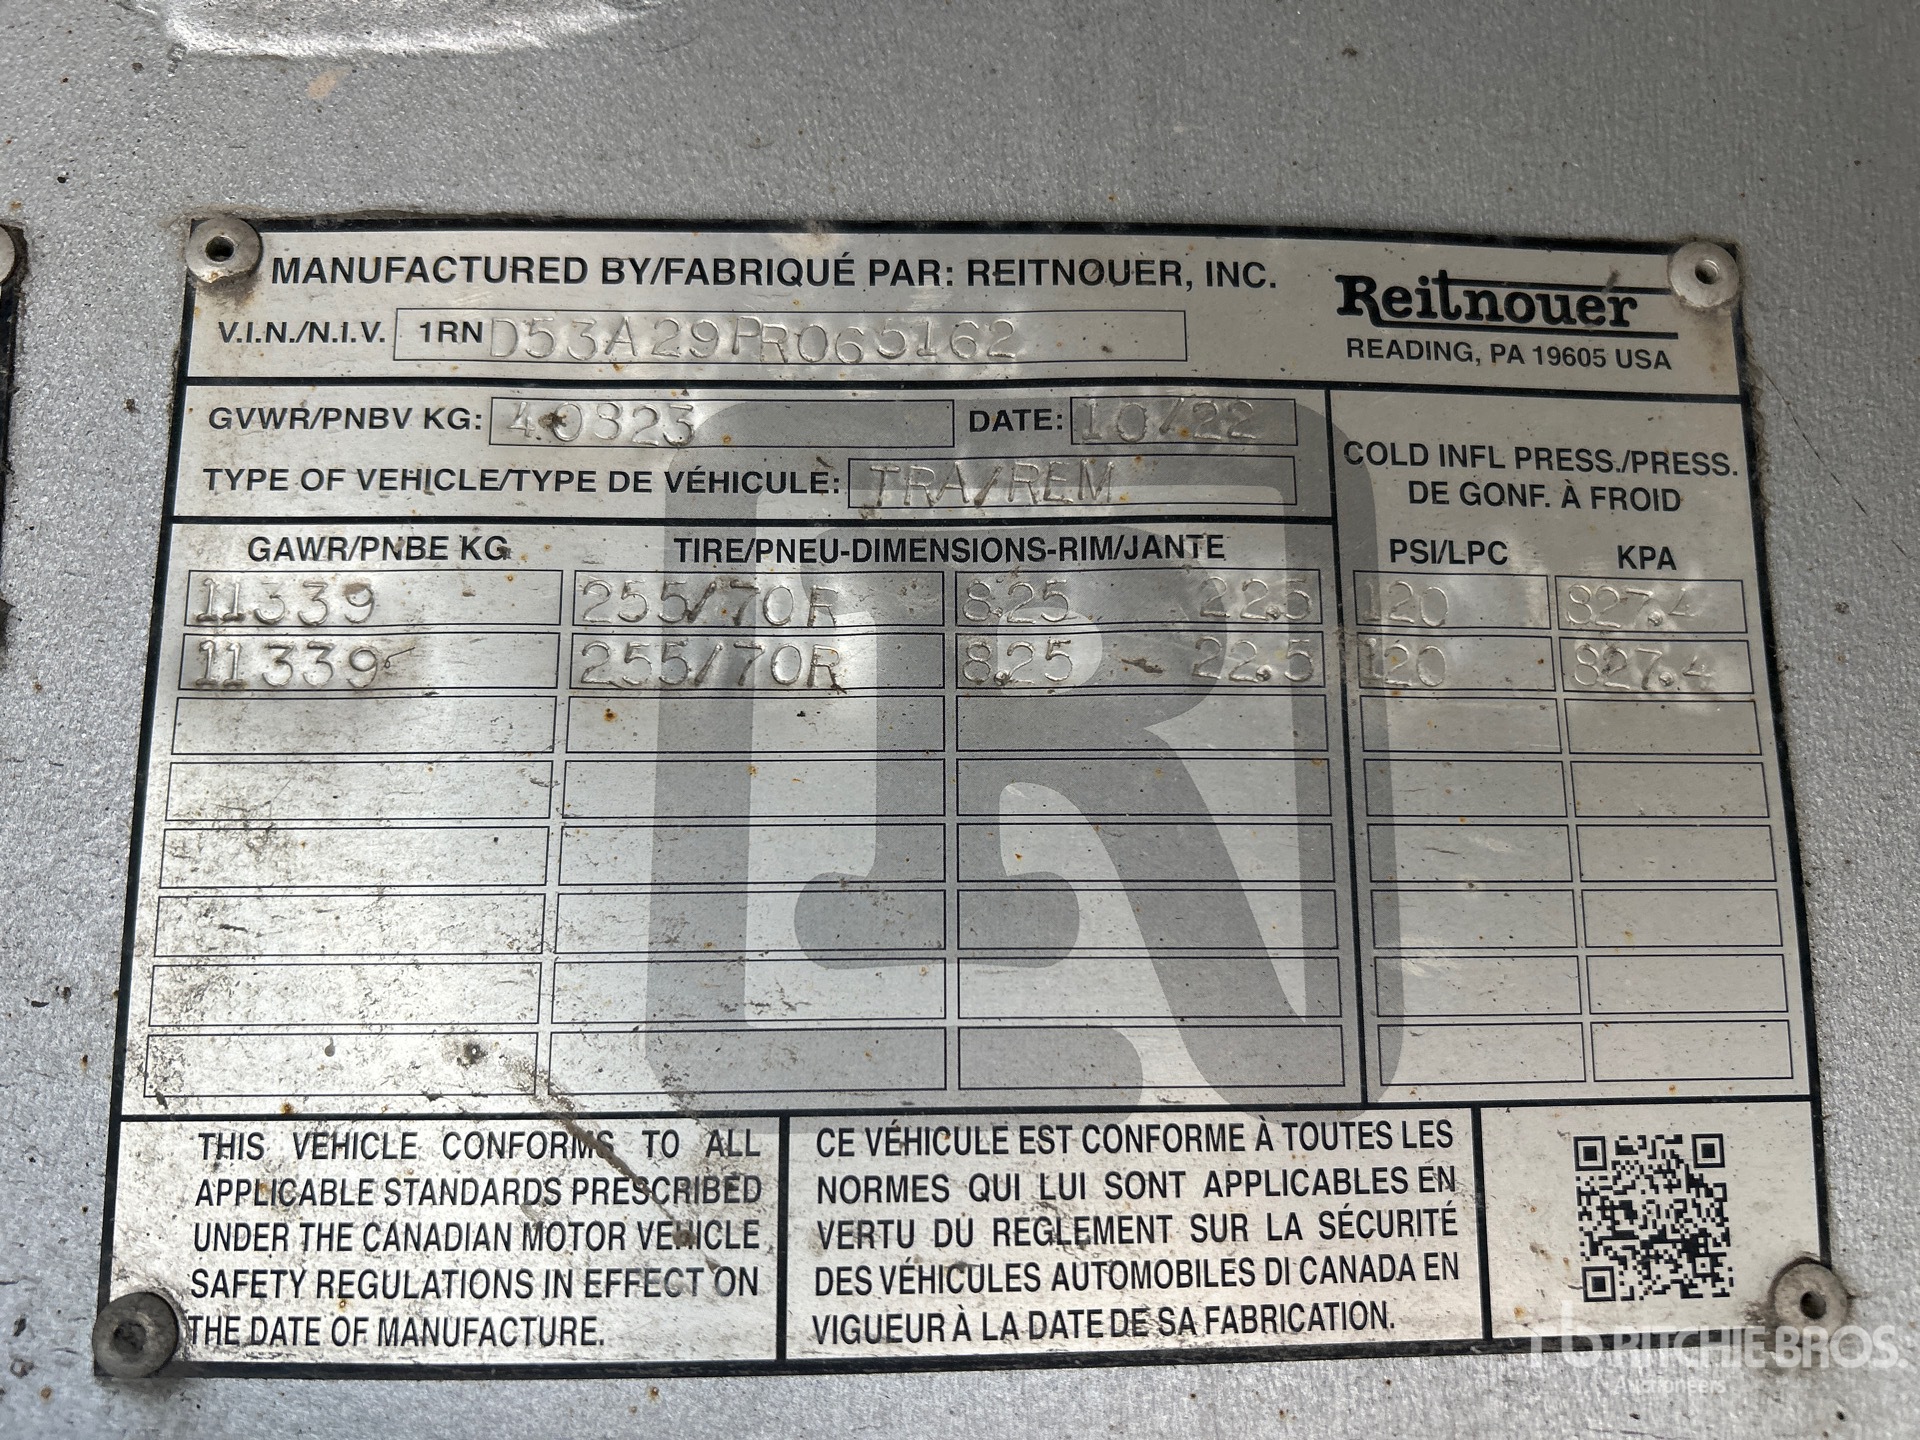 MANUFACTURED BY/FABRIQUÉ PAR: REITNOUER, INC.
Reitnouer
READING, PA 19605 USA
V.I.N./N.I.V. 1RND53A29PR065162
GVWR/PNBV KG: 40823 DATE: 10/22
TYPE OF VEHICLE/TYPE DE VÉHICULE: TRA/REM
COLD INFL PRESS./PRESS.
DE GONF. À FROID
GAWR/PNBE KG TIRE/PNEU-DIMENSIONS-RIM/JANTE PSI/LPC KPA
11339 255/70R 8.25 22.5 120 827.4
11339 255/70R 8.25 22.5 120 827.4
THIS VEHICLE CONFORMS TO ALL
APPLICABLE STANDARDS PRESCRIBED
UNDER THE CANADIAN MOTOR VEHICLE
SAFETY REGULATIONS IN EFFECT ON
THE DATE OF MANUFACTURE.
CE VÉHICULE EST CONFORME À TOUTES LES
NORMES QUI LUI SONT APPLICABLES EN
VERTU DU REGLEMENT SUR LA SÉCURITÉ
DES VÉHICULES AUTOMOBILES DI CANADA EN
VIGUEUR À LA DATE DE SA FABRICATION.
rb RITCHIE BROS.
Auctioneers